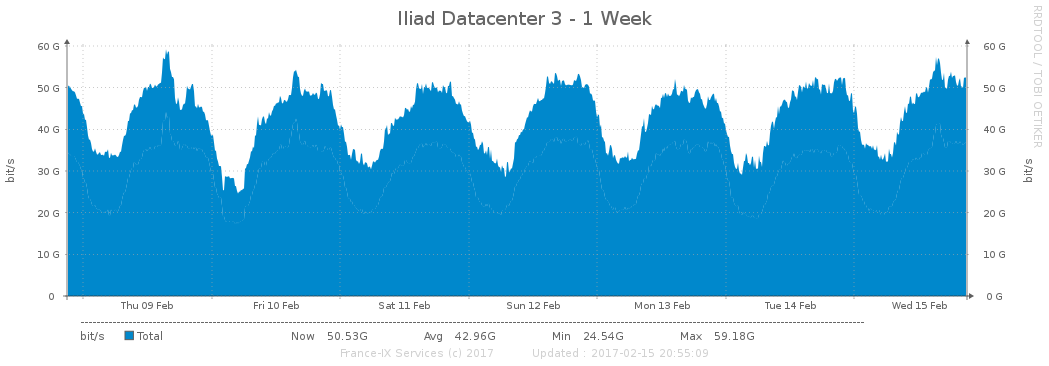 Iliad Datacenter 3 - 1 Week
RRDTOOL / TOBI OETIKER
60 G 60 G
50 G 50 G
40 G 40 G
30 G 30 G
20 G 20 G
10 G 10 G
0 0 G
bit/s bit/s
Thu 09 Feb Fri 10 Feb Sat 11 Feb Sun 12 Feb Mon 13 Feb Tue 14 Feb Wed 15 Feb
bit/s Total Now 50.53G Avg 42.96G Min 24.54G Max 59.18G
France-IX Services (c) 2017 Updated : 2017-02-15 20:55:09